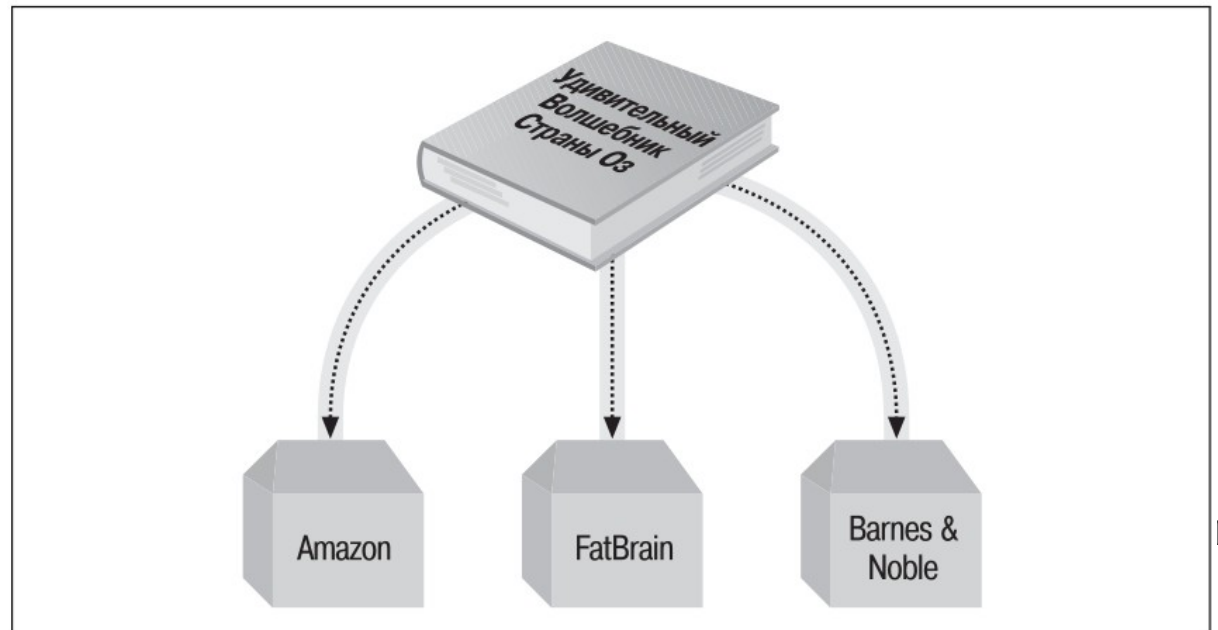 Удивительный
Волшебник
Страны Оз
Amazon
FatBrain
Barnes &
Noble